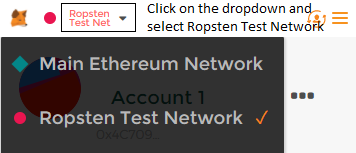 Ropsten
Test Net
Click on the dropdown and
select Ropsten Test Network
Main Ethereum Network
Account 1
Ropsten Test Network
0x4C709...